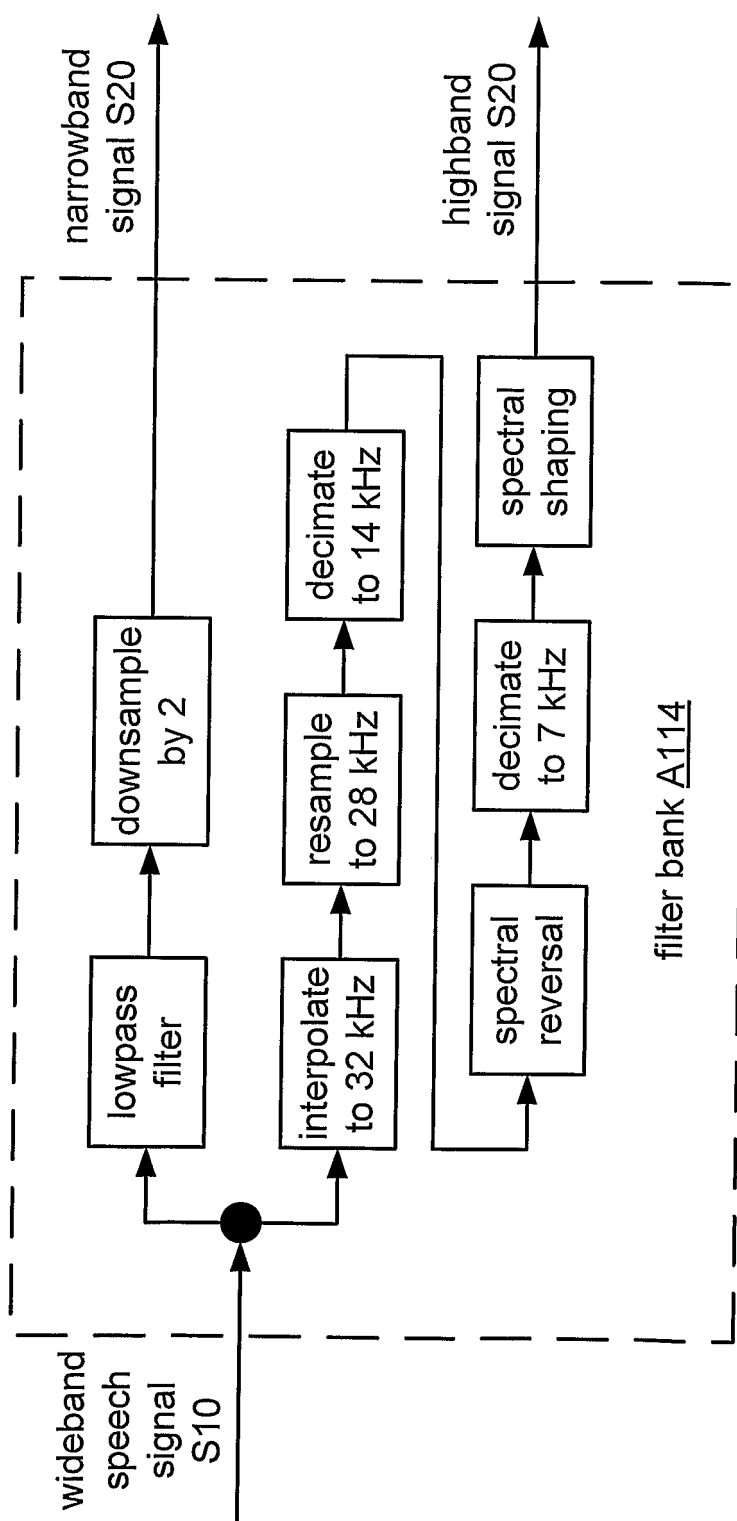 wideband
speech
signal
S10
lowpass
filter
downsample
by 2
narrowband
signal S20
interpolate
to 32 kHz
resample
to 28 kHz
decimate
to 14 kHz
spectral
reversal
decimate
to 7 kHz
spectral
shaping
highband
signal S20
filter bank A114